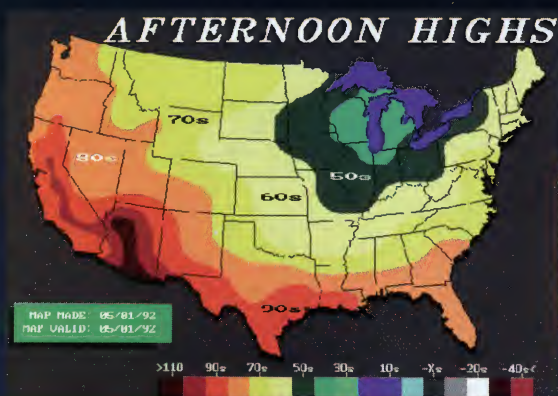 AFTERNOON HIGHS
70s
80s
50s
60s
90s
MAP MADE: 05/01/92
MAP VALID: 05/01/92
>110 90s 70s 50s 30s 10s -Xs -20s -40s<